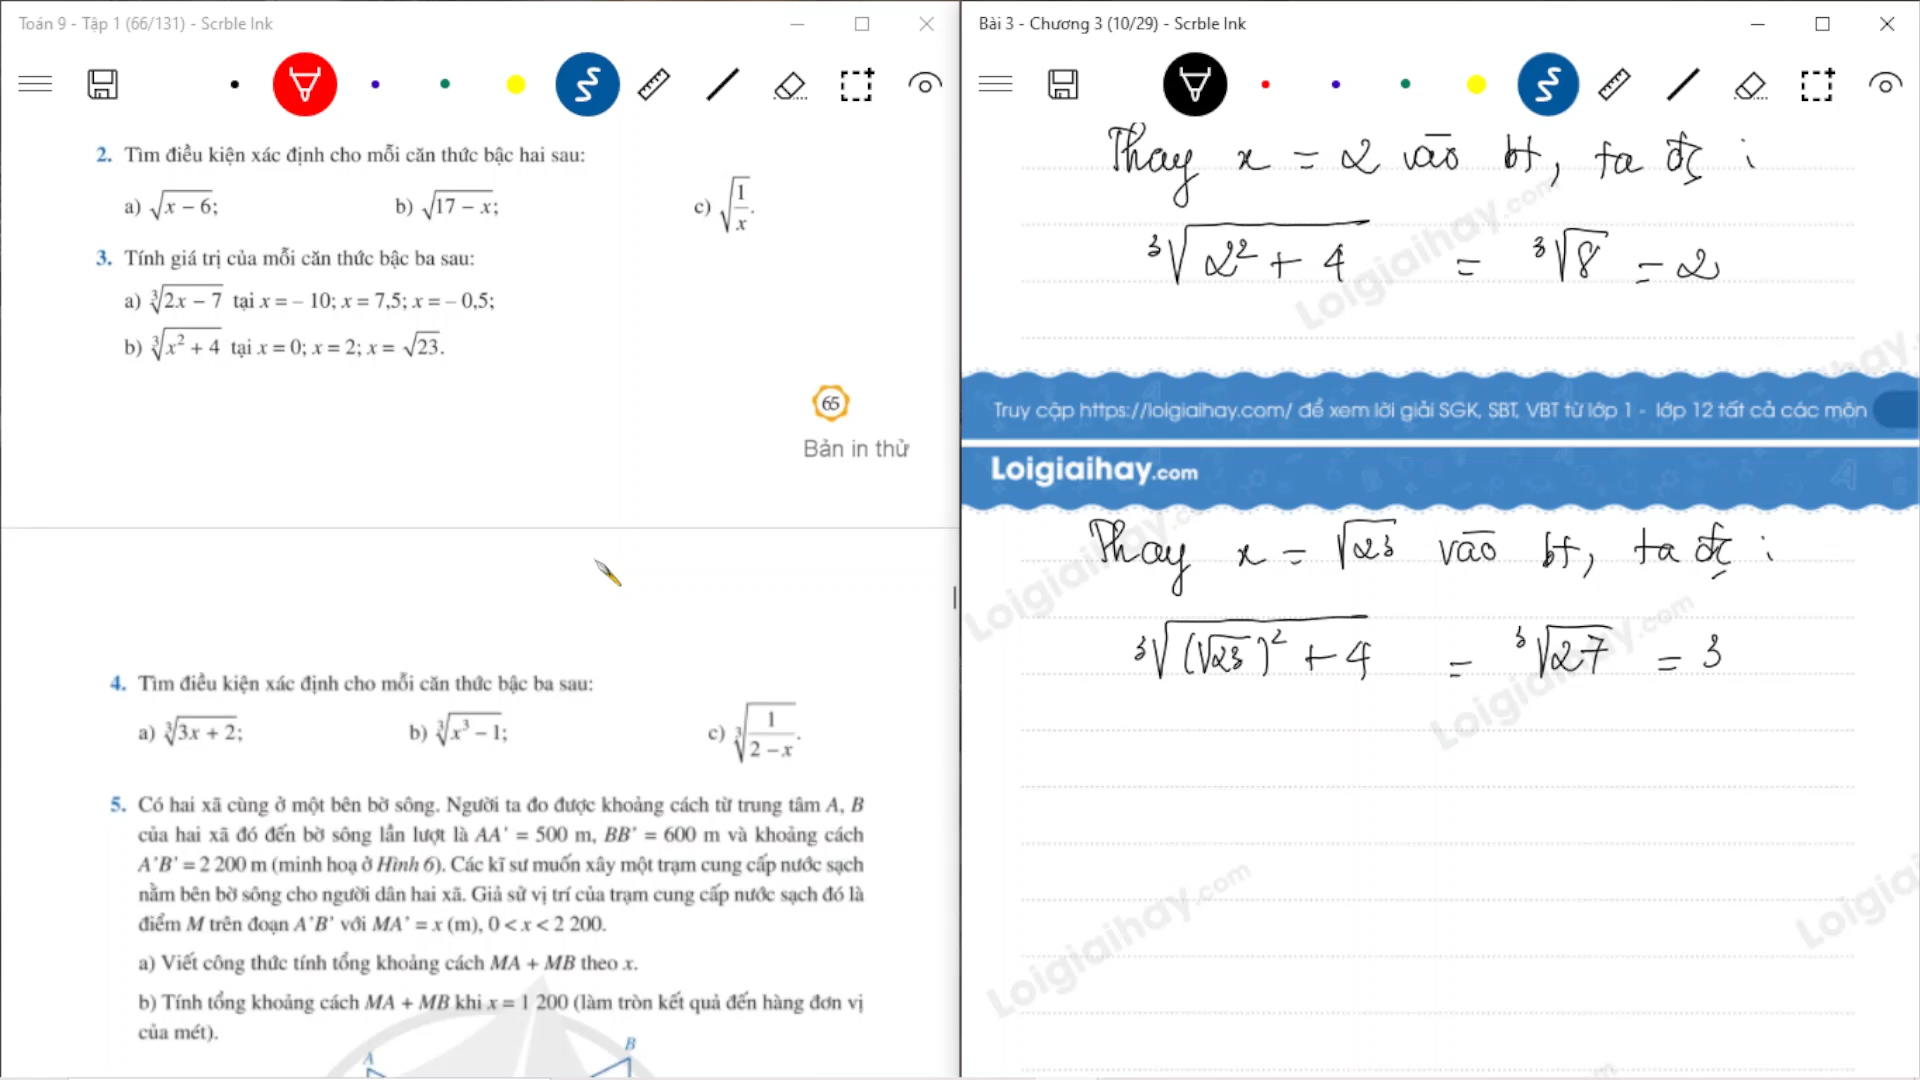 Toán 9 - Tập 1 (66/131) - Scrble Ink
2. Tìm điều kiện xác định cho mỗi căn thức bậc hai sau:
a) √(x − 6); b) √(17 − x); c) √(1/x).
3. Tính giá trị của mỗi căn thức bậc ba sau:
a) ∛(2x − 7) tại x = – 10; x = 7,5; x = – 0,5;
b) ∛(x² + 4) tại x = 0; x = 2; x = √23.
65
Bản in thử
4. Tìm điều kiện xác định cho mỗi căn thức bậc ba sau:
a) ∛(3x + 2); b) ∛(x³ − 1); c) ∛(1/(2 − x)).
5. Có hai xã cùng ở một bên bờ sông. Người ta đo được khoảng cách từ trung tâm A, B
của hai xã đó đến bờ sông lần lượt là AA' = 500 m, BB' = 600 m và khoảng cách
A'B' = 2 200 m (minh hoạ ở Hình 6). Các kĩ sư muốn xây một trạm cung cấp nước sạch
nằm bên bờ sông cho người dân hai xã. Giả sử vị trí của trạm cung cấp nước sạch đó là
điểm M trên đoạn A'B' với MA' = x (m), 0 < x < 2 200.
a) Viết công thức tính tổng khoảng cách MA + MB theo x.
b) Tính tổng khoảng cách MA + MB khi x = 1 200 (làm tròn kết quả đến hàng đơn vị
của mét).
A
B
Bài 3 - Chương 3 (10/29) - Scrble Ink
Thay x = 2 vào bt, ta đc :
∛(2² + 4) = ∛8 = 2
Truy cập https://loigiaihay.com/ để xem lời giải SGK, SBT, VBT từ lớp 1 - lớp 12 tất cả các môn
Loigiaihay.com
Thay x = √23 vào bt, ta đc :
∛((√23)² + 4) = ∛27 = 3
Loigiaihay.com
Loigiaihay.com
Loigiaihay.com
Loigiaihay.com